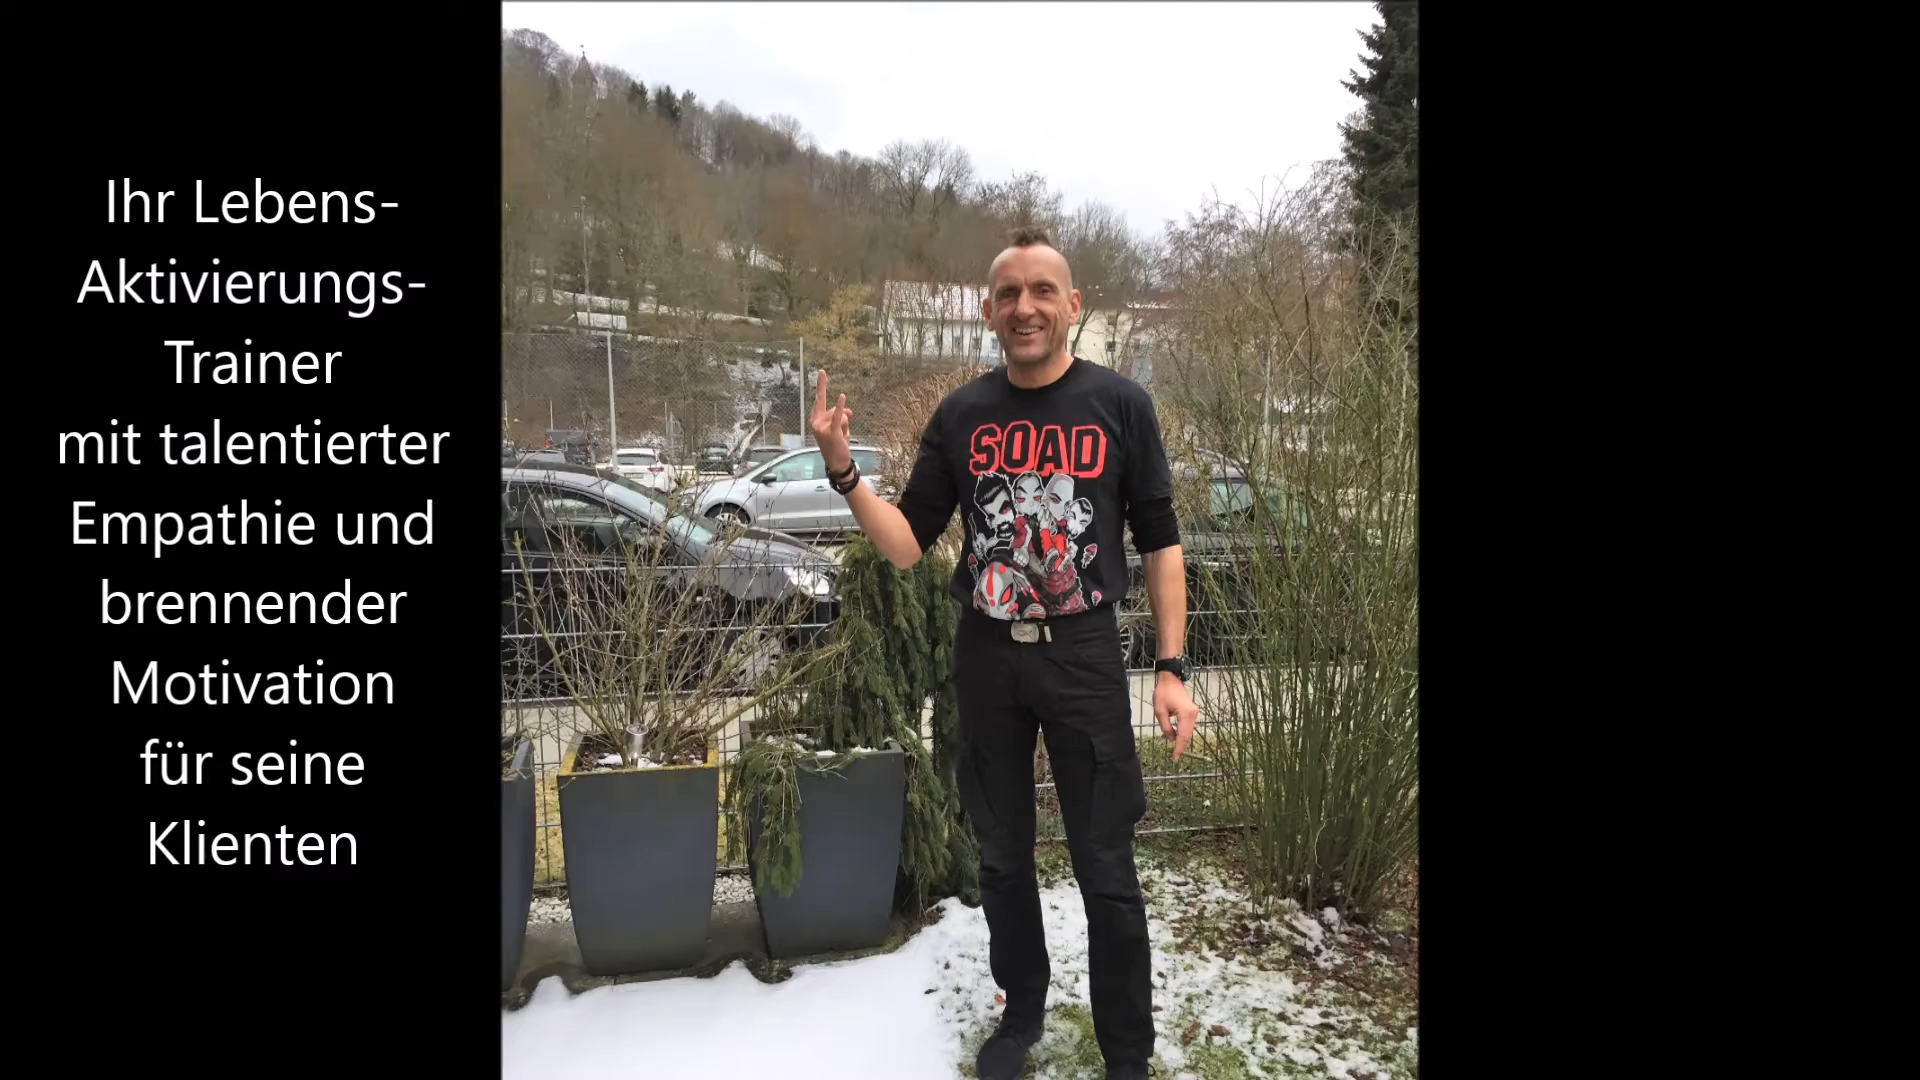 Ihr Lebens-
Aktivierungs-
Trainer
mit talentierter
Empathie und
brennender
Motivation
für seine
Klienten
SOAD